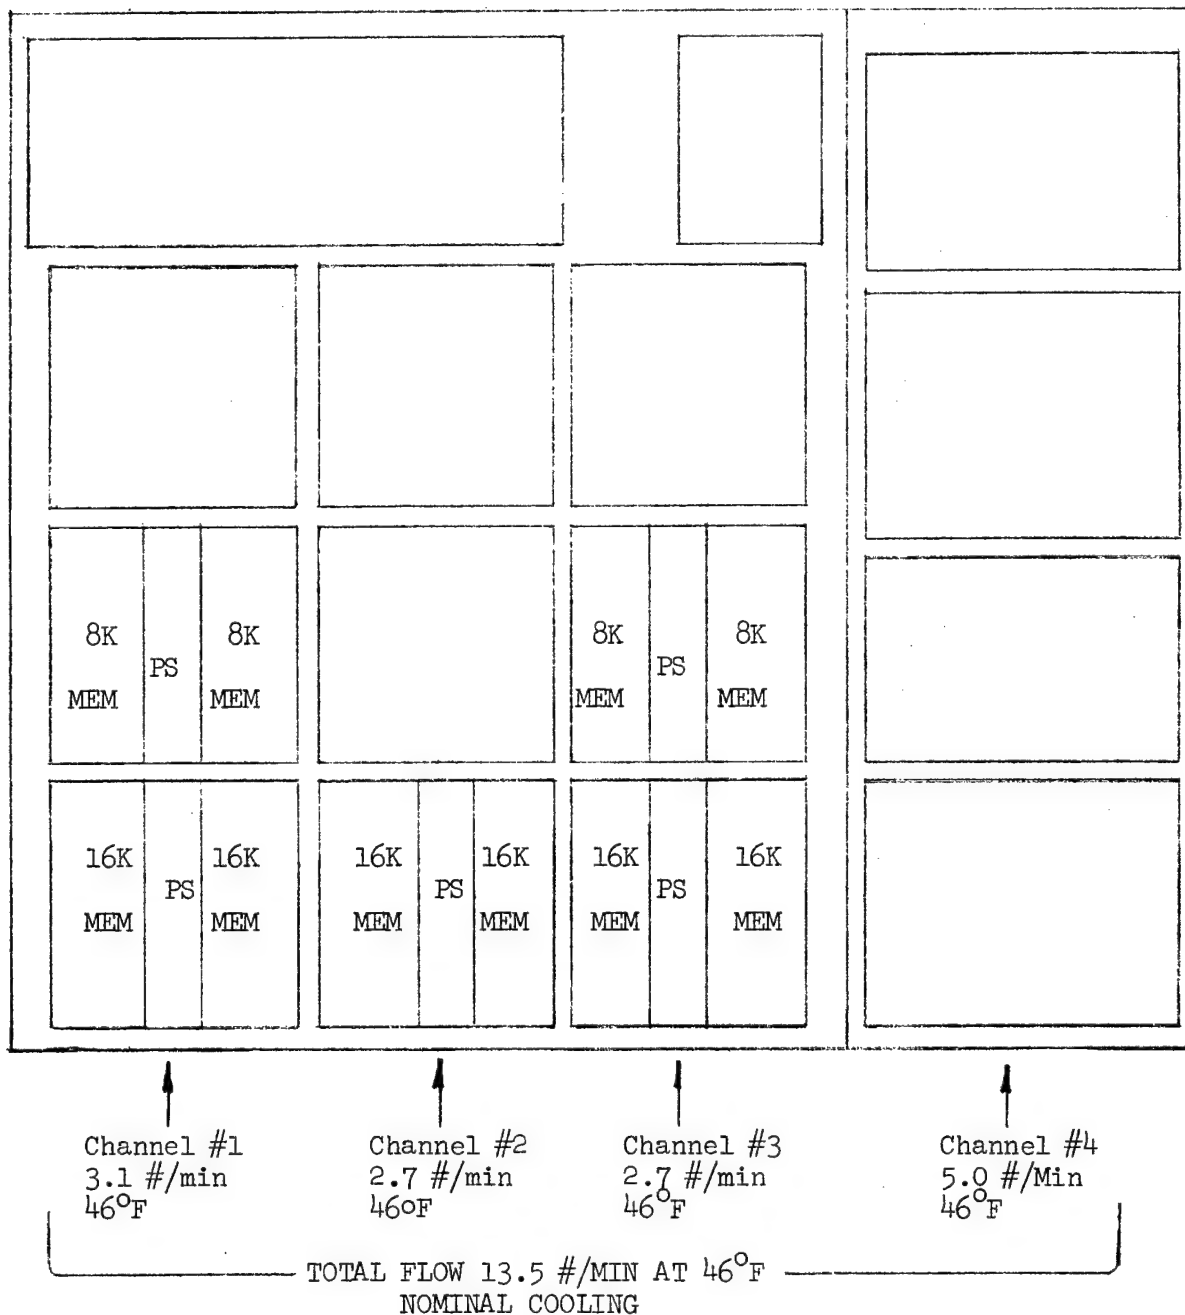 8K
MEM
PS
8K
MEM
8K
MEM
PS
8K
MEM
16K
MEM
PS
16K
MEM
16K
MEM
PS
16K
MEM
16K
MEM
PS
16K
MEM
Channel #1
3.1 #/min
46°F
Channel #2
2.7 #/min
46°F
Channel #3
2.7 #/min
46°F
Channel #4
5.0 #/Min
46°F
TOTAL FLOW 13.5 #/MIN AT 46°F
NOMINAL COOLING